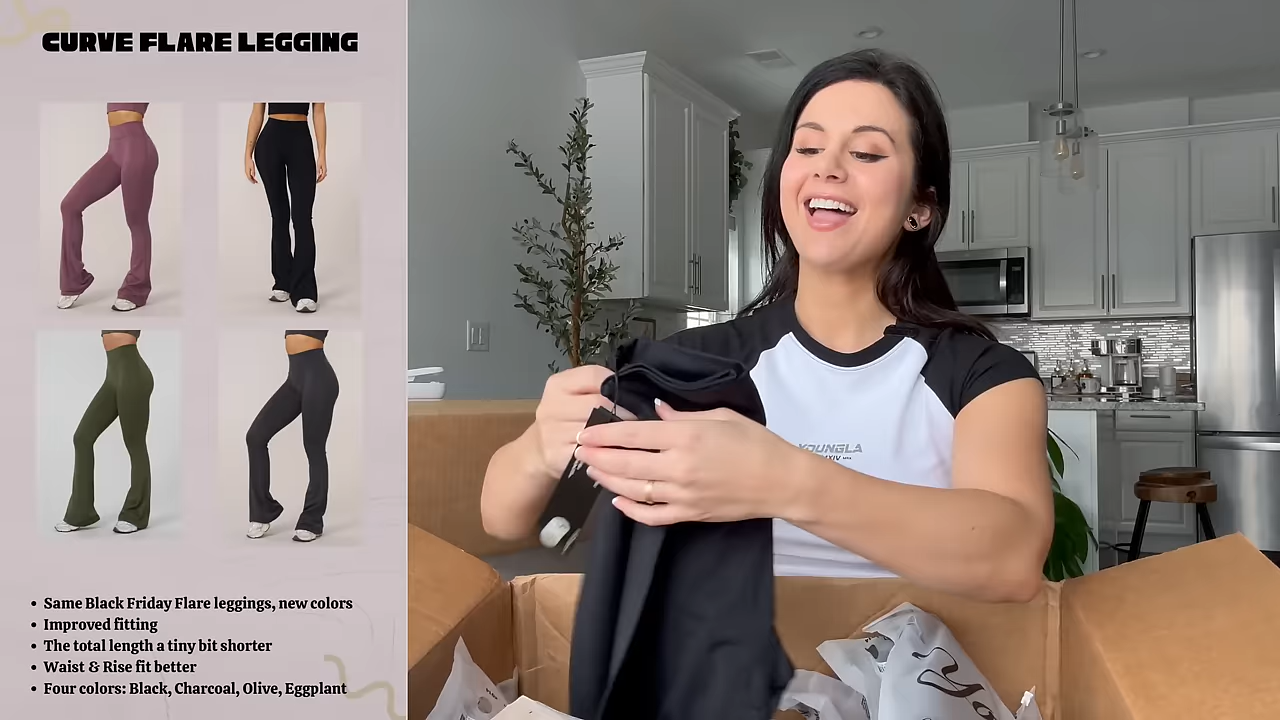 CURVE FLARE LEGGING
• Same Black Friday Flare leggings, new colors
• Improved fitting
• The total length a tiny bit shorter
• Waist & Rise fit better
• Four colors: Black, Charcoal, Olive, Eggplant
YOUNGLA